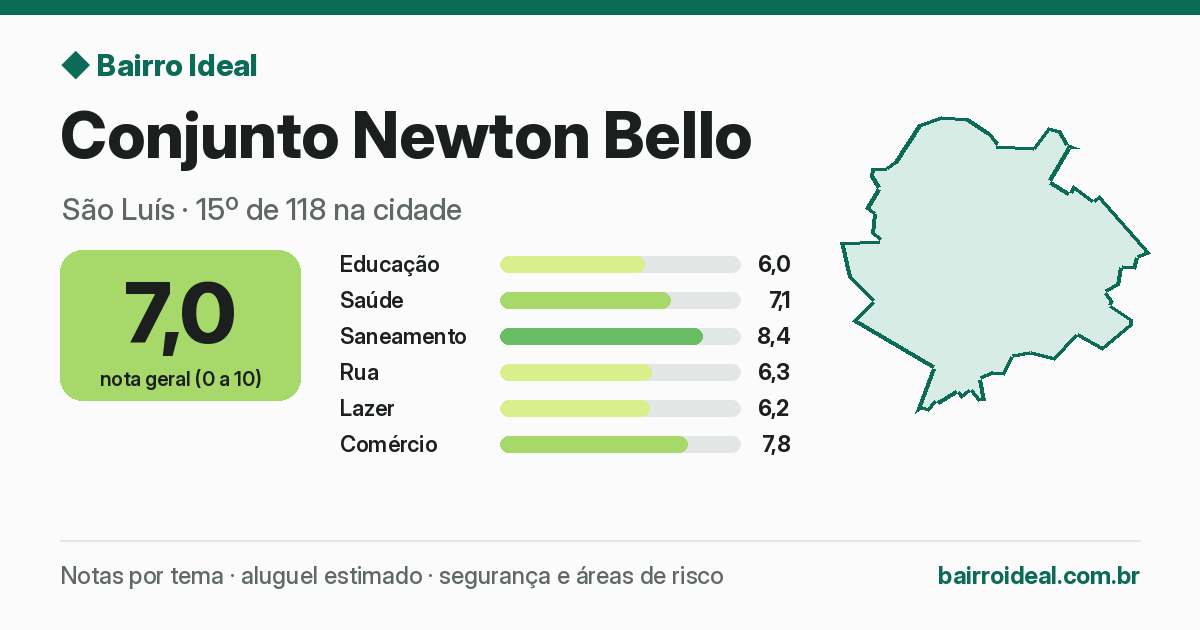 Bairro Ideal
Conjunto Newton Bello
São Luís · 15º de 118 na cidade
7,0
nota geral (0 a 10)
Educação 6,0
Saúde 7,1
Saneamento 8,4
Rua 6,3
Lazer 6,2
Comércio 7,8
Notas por tema · aluguel estimado · segurança e áreas de risco
bairroideal.com.br